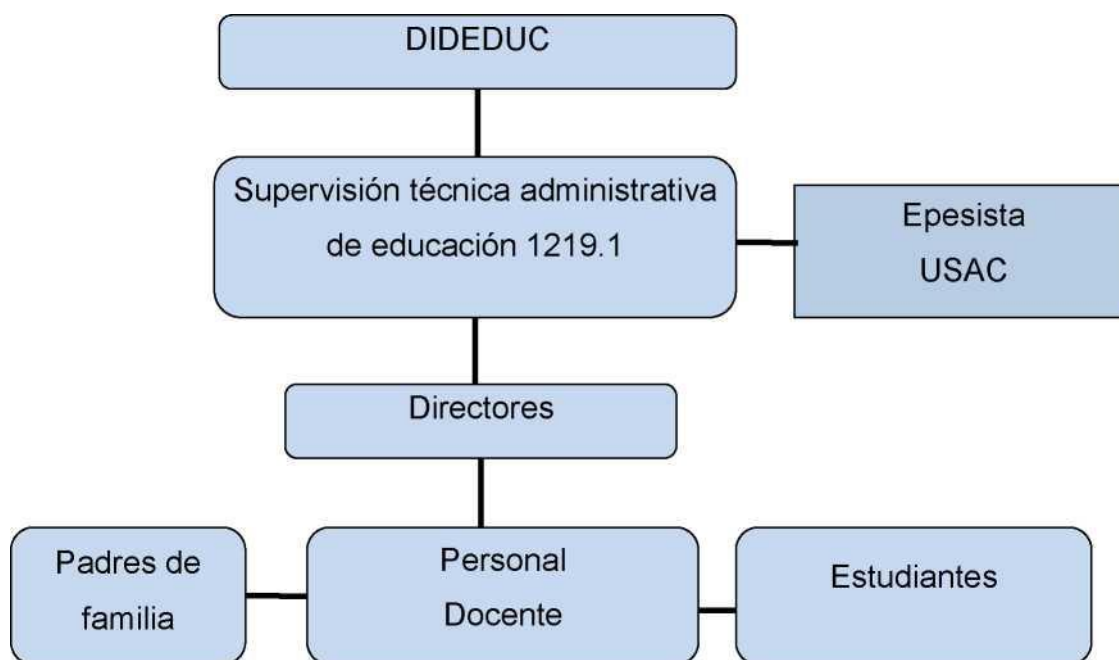 DIDEDUC
Supervisión técnica administrativa
de educación 1219.1
Epesista
USAC
Directores
Padres de
familia
Personal
Docente
Estudiantes